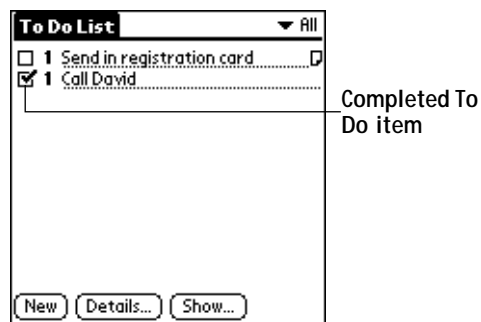 To Do List All
1 Send in registration card
1 Call David
Completed To
Do item
New Details... Show...